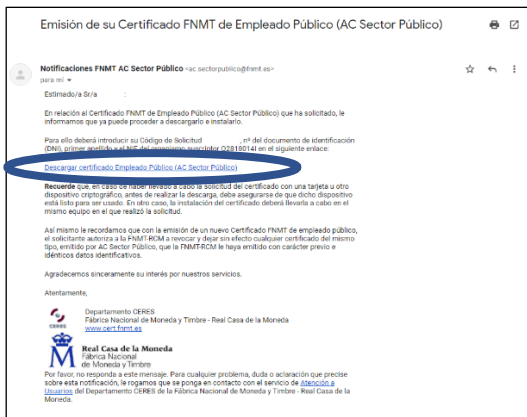 Emisión de su Certificado FNMT de Empleado Público (AC Sector Público)
Notificaciones FNMT AC Sector Público <ac.sectorpublico@fnmt.es>
para mí
Estimado/a Sr/a :
En relación al Certificado FNMT de Empleado Público (AC Sector Público) que ha solicitado, le
informamos que ya puede proceder a descargarlo e instalarlo.
Para ello deberá introducir su Código de Solicitud , nº del documento de identificación
(DNI), primer apellido y el NIF del organismo suscriptor Q2818014I en el siguiente enlace:
Descargar certificado Empleado Público (AC Sector Público)
Recuerde que, en caso de haber llevado a cabo la solicitud del certificado con una tarjeta u otro
dispositivo criptográfico, antes de realizar la descarga, debe asegurarse de que dicho dispositivo
está listo para ser usado. En otro caso, la instalación del certificado deberá llevarla a cabo en el
mismo equipo en el que realizó la solicitud.
Así mismo le recordamos que con la emisión de un nuevo Certificado FNMT de empleado público,
el solicitante autoriza a la FNMT-RCM a revocar y dejar sin efecto cualquier certificado del mismo
tipo, emitido por AC Sector Público, que la FNMT-RCM le haya emitido con carácter previo e
idénticos datos identificativos.
Agradecemos sinceramente su interés por nuestros servicios.
Atentamente,
Departamento CERES
Fábrica Nacional de Moneda y Timbre - Real Casa de la Moneda
www.cert.fnmt.es
CERES
Real Casa de la Moneda
Fábrica Nacional
de Moneda y Timbre
Por favor, no responda a este mensaje. Para cualquier problema, duda o aclaración que precise
sobre esta notificación, le rogamos que se ponga en contacto con el servicio de Atención a
Usuarios del Departamento CERES de la Fábrica Nacional de Moneda y Timbre - Real Casa de la
Moneda.